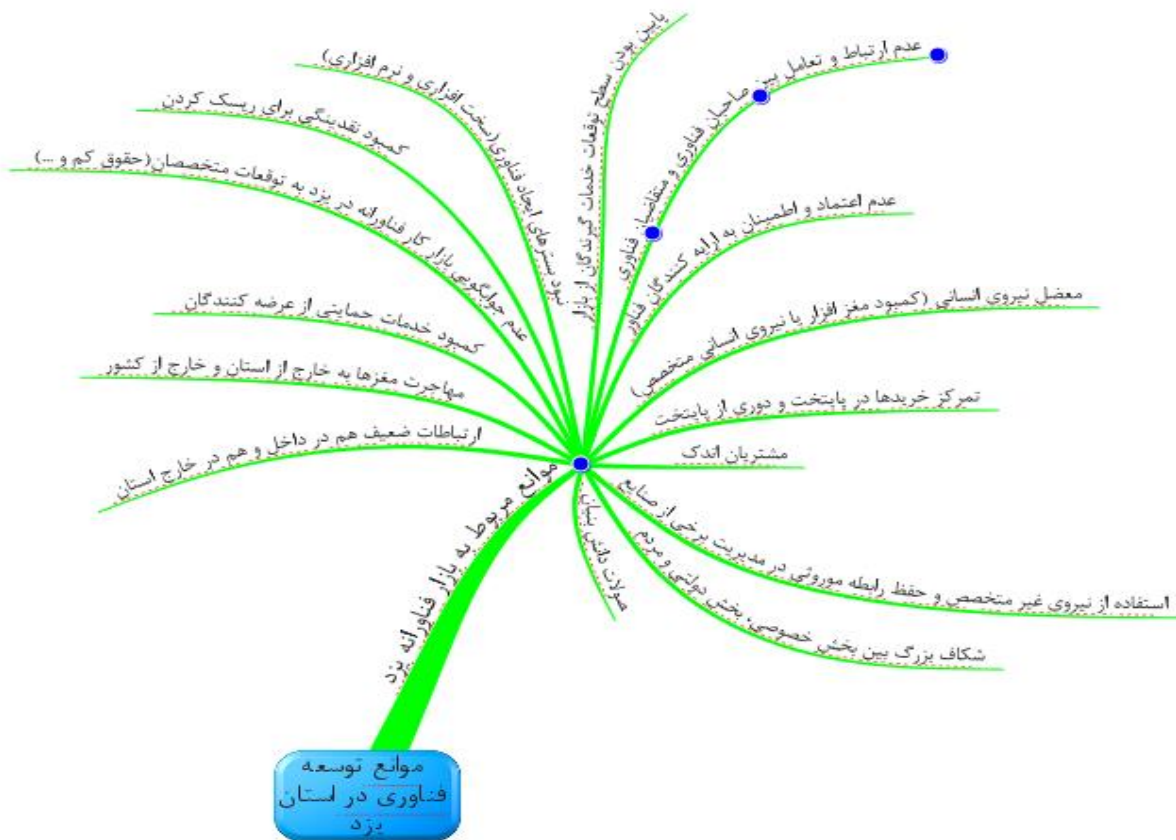 پایین بودن سطح توقعات خدمات گیرندگان از بازار
عدم ارتباط و تعامل بین صاحبان فناوری و متقاضیان فناوری
عدم اعتماد و اطمینان به ارایه کنندگان فناور
معضل نیروی انسانی (کمبود مغز افزار یا نیروی انسانی متخصص)
تمرکز خریدها در پایتخت و دوری از پایتخت
مشتریان اندک
استفاده از نیروی غیر متخصص و حفظ رابطه موروثی در مدیریت برخی از صنایع
شکاف بزرگ بین بخش خصوصی، بخش دولتی و مردم
صولات دانش بنیان
نبود بسترهای ایجاد فناوری(سخت افزاری و نرم افزاری)
کمبود نقدینگی برای ریسک کردن
عدم جوابگویی بازار کار فناورانه در یزد به توقعات متخصصان(حقوق کم و ...)
کمبود خدمات حمایتی از عرضه کنندگان
مهاجرت مغزها به خارج از استان و خارج از کشور
ارتباطات ضعیف هم در داخل و هم در خارج استان
موانع مربوط به بازار فناورانه یزد
موانع توسعه
فناوری در استان
یزد